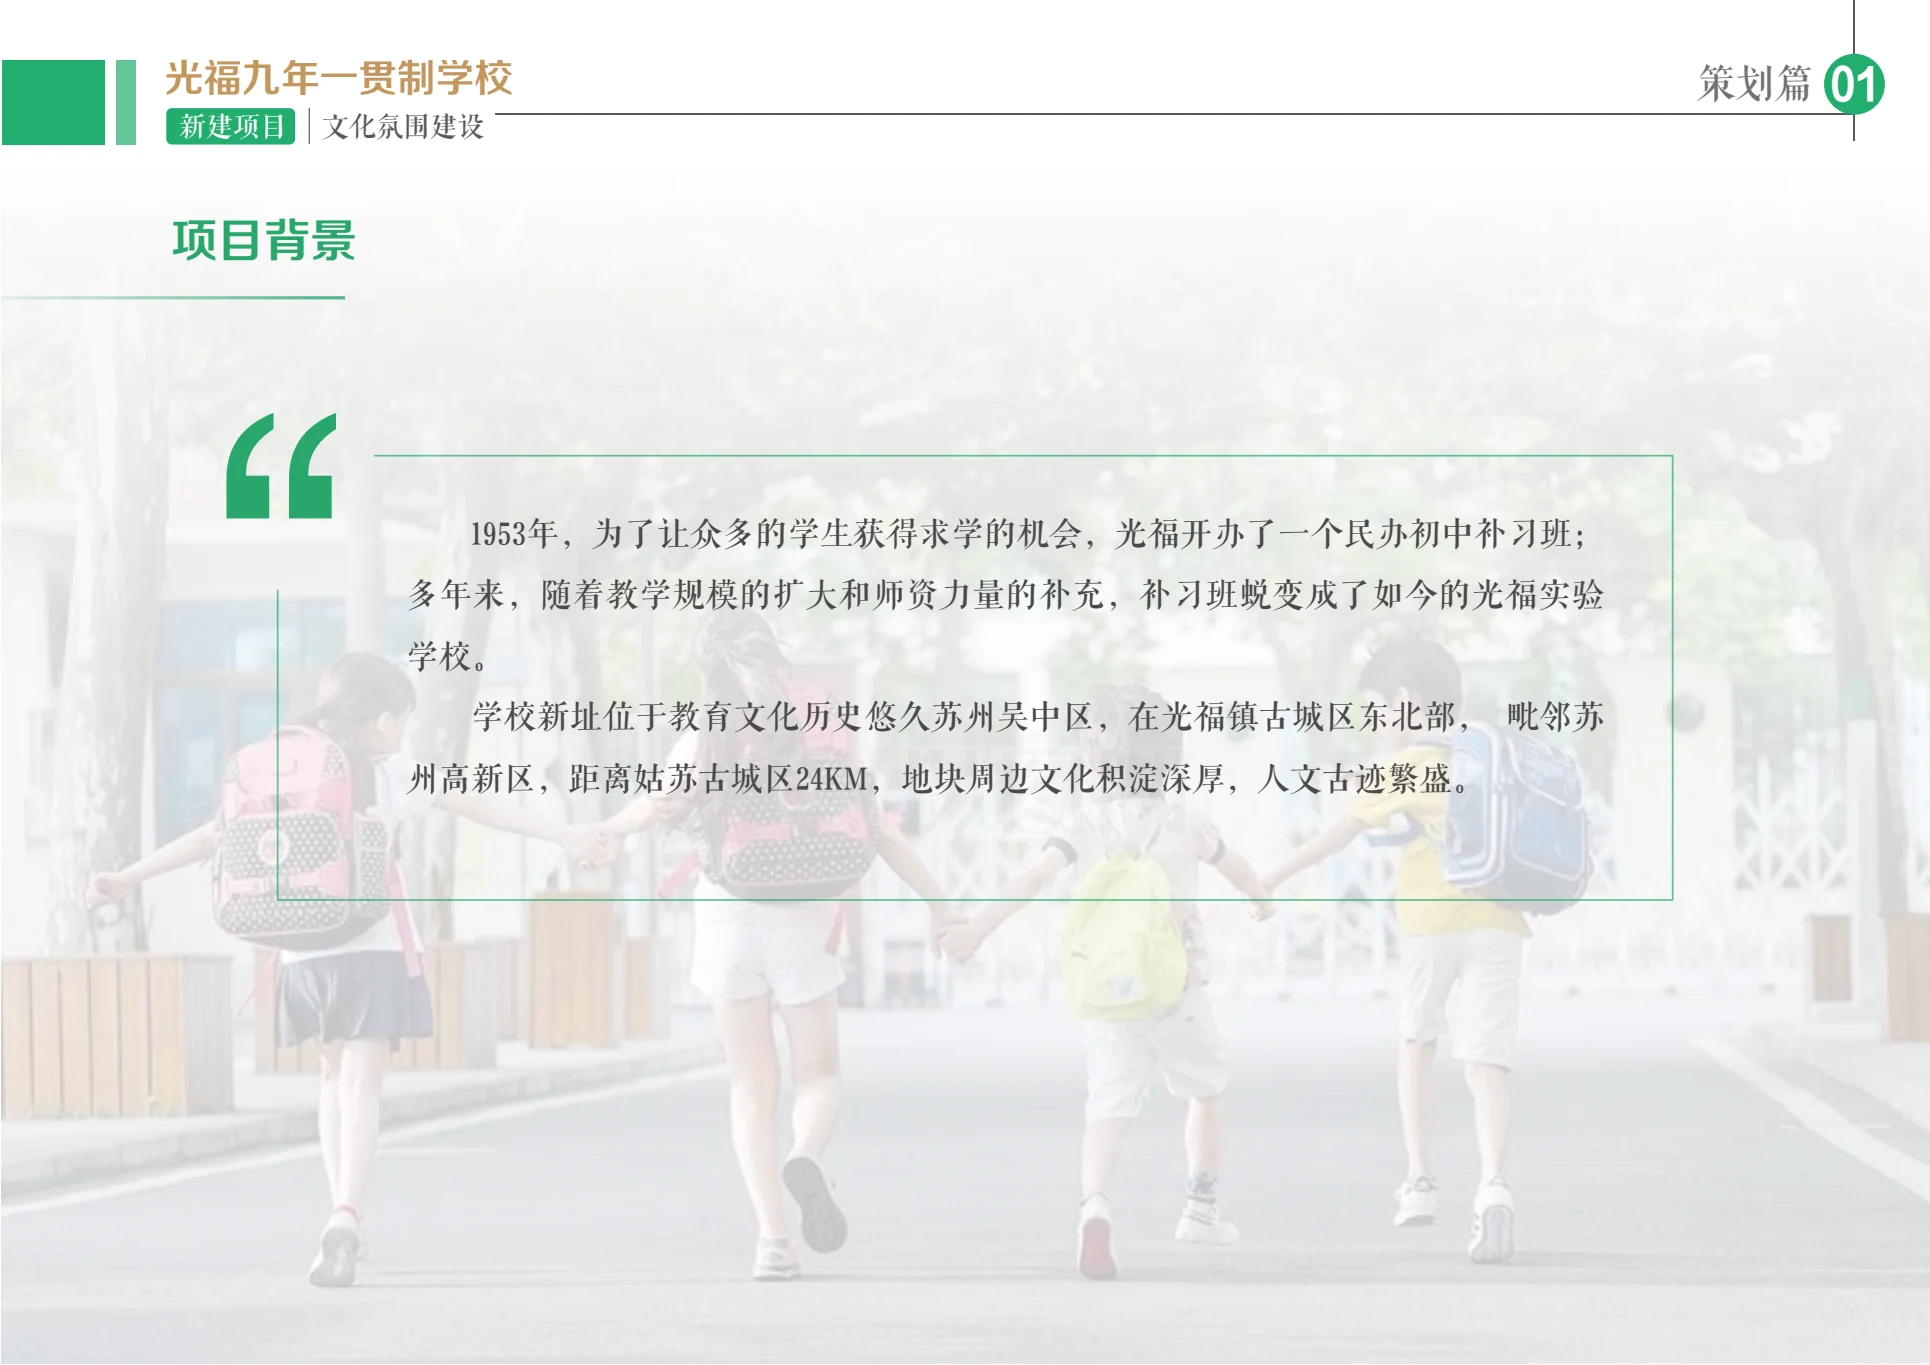 光福九年一贯制学校
新建项目 文化氛围建设
策划篇 01
项目背景
1953年，为了让众多的学生获得求学的机会，光福开办了一个民办初中补习班；
多年来，随着教学规模的扩大和师资力量的补充，补习班蜕变成了如今的光福实验
学校。
学校新址位于教育文化历史悠久苏州吴中区，在光福镇古城区东北部， 毗邻苏
州高新区，距离姑苏古城区24KM，地块周边文化积淀深厚，人文古迹繁盛。